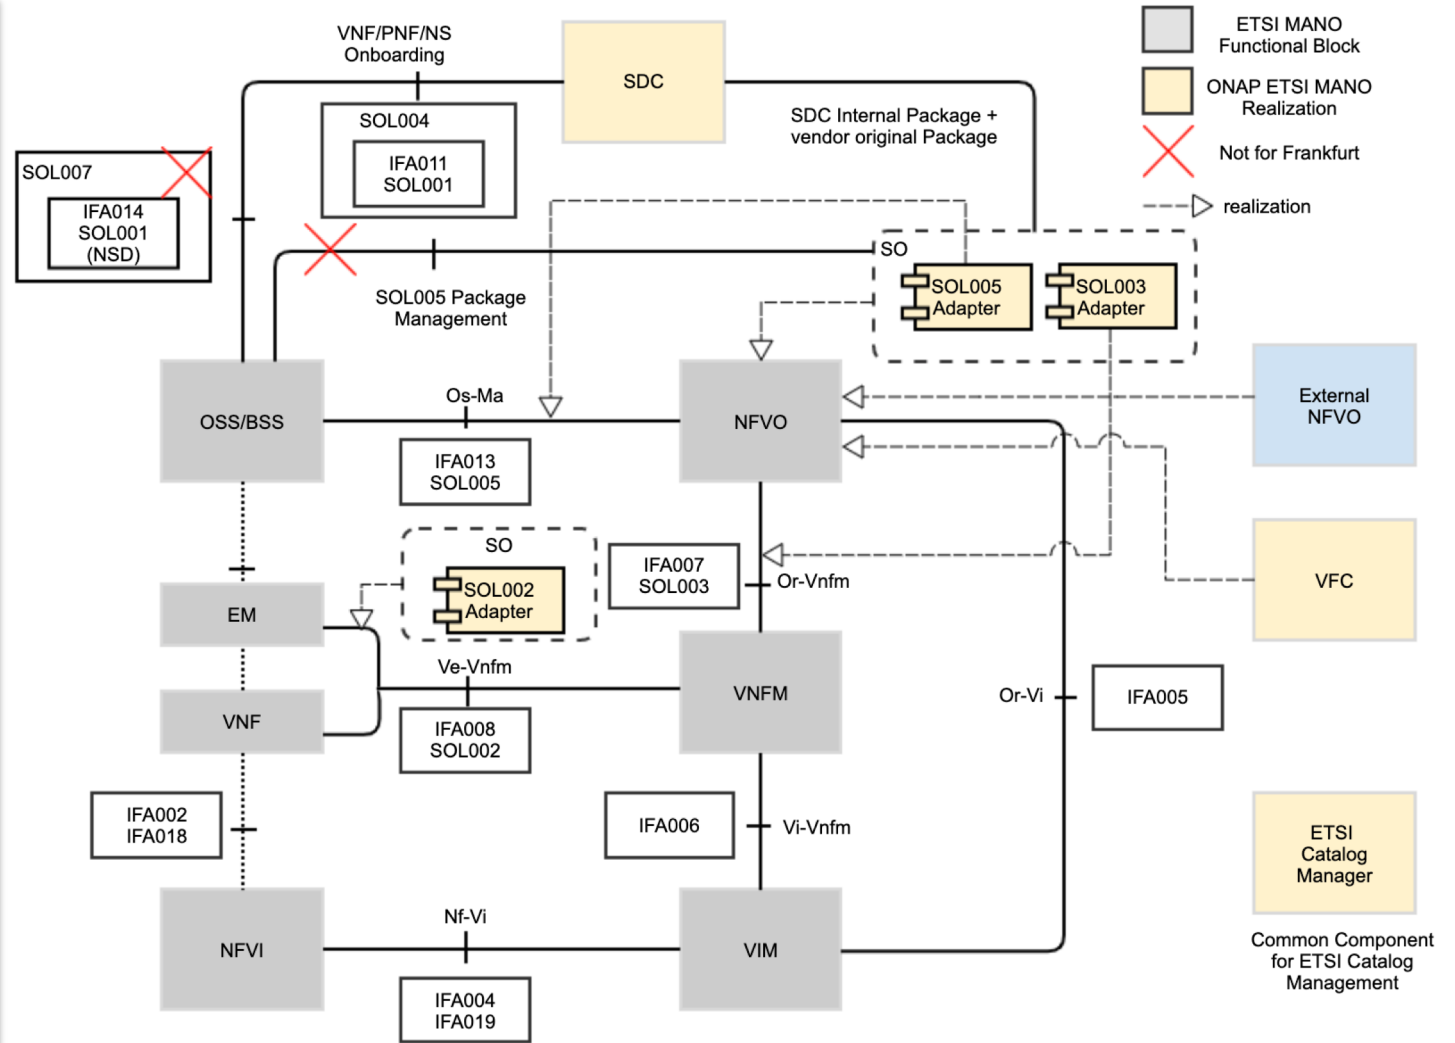 VNF/PNF/NS
Onboarding
SDC
ETSI MANO
Functional Block
ONAP ETSI MANO
Realization
Not for Frankfurt
realization
SOL004
IFA011
SOL001
SDC Internal Package +
vendor original Package
SOL007
IFA014
SOL001
(NSD)
SO
SOL005
Adapter
SOL003
Adapter
SOL005 Package
Management
OSS/BSS
Os-Ma
NFVO
External
NFVO
IFA013
SOL005
SO
SOL002
Adapter
IFA007
SOL003
Or-Vnfm
VFC
EM
Ve-Vnfm
VNFM
VNF
IFA008
SOL002
Or-Vi
IFA005
IFA002
IFA018
IFA006
Vi-Vnfm
ETSI
Catalog
Manager
Common Component
for ETSI Catalog
Management
NFVI
Nf-Vi
VIM
IFA004
IFA019